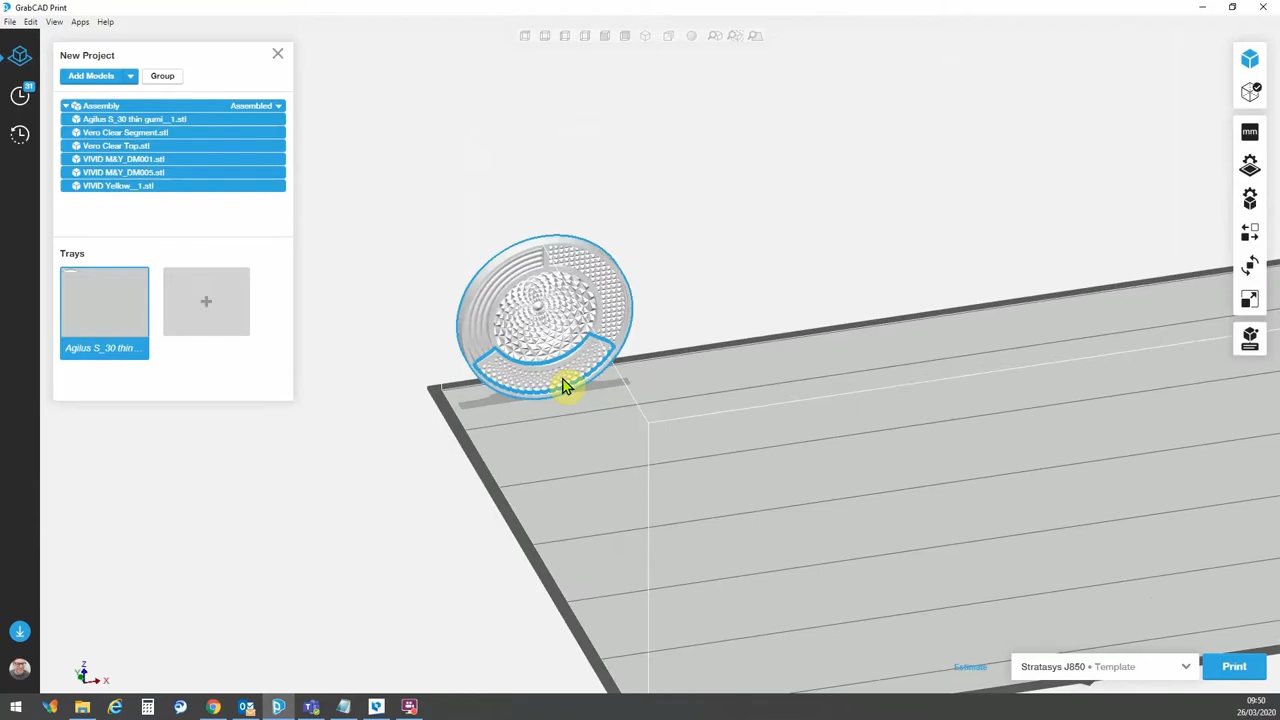 GrabCAD Print
File Edit View Apps Help
New Project
Add Models Group
Assembly Assembled
Agilus S_30 thin gumi__1.stl
Vero Clear Segment.stl
Vero Clear Top.stl
VIVID M&Y_DM001.stl
VIVID M&Y_DM005.stl
VIVID Yellow__1.stl
Trays
Agilus S_30 thin...
31
mm
Z
Y
X
Estimate
Stratasys J850 • Template
Print
09:50
26/03/2020